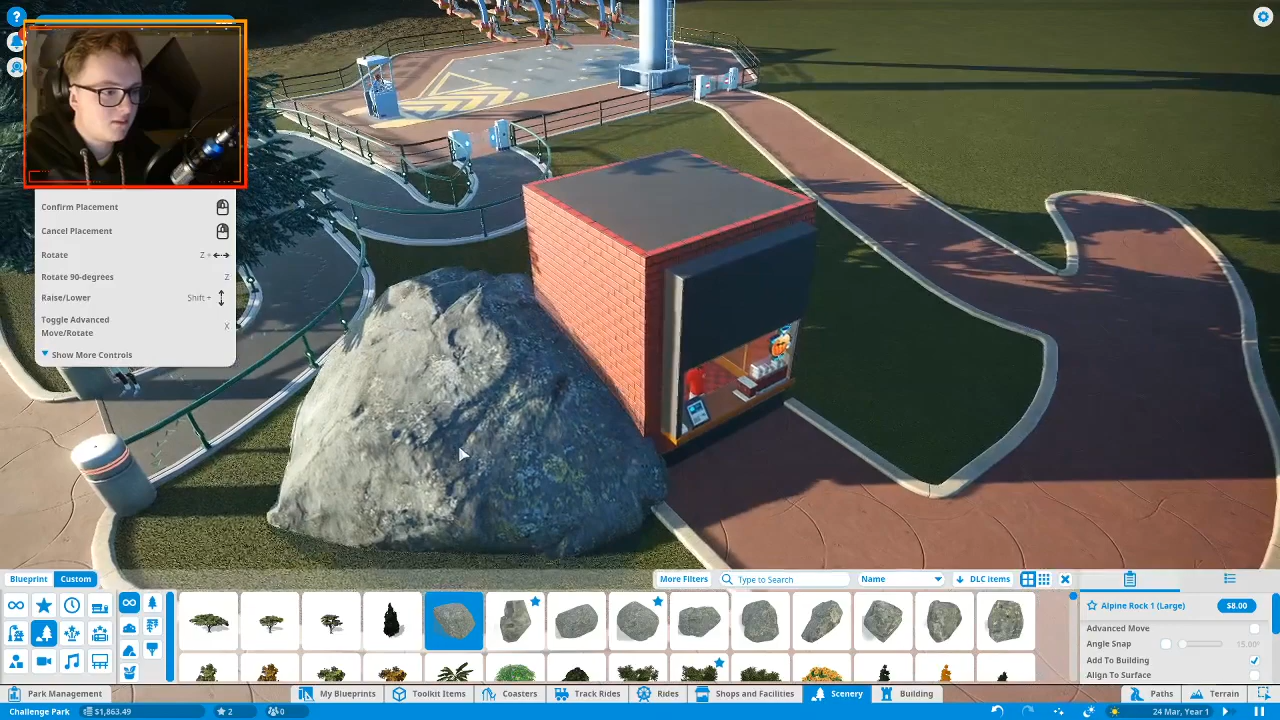 Confirm Placement
Cancel Placement
Rotate Z +
Rotate 90-degrees Z
Raise/Lower Shift +
Toggle Advanced
Move/Rotate X
Show More Controls
Blueprint Custom
More Filters Type to Search Name DLC items
Alpine Rock 1 (Large) $8.00
Advanced Move
Angle Snap 15.00°
Add To Building
Align To Surface
Park Management My Blueprints Toolkit Items Coasters Track Rides Rides Shops and Facilities Scenery Building Paths Terrain
Challenge Park $1,863.49 2 0 24 Mar, Year 1